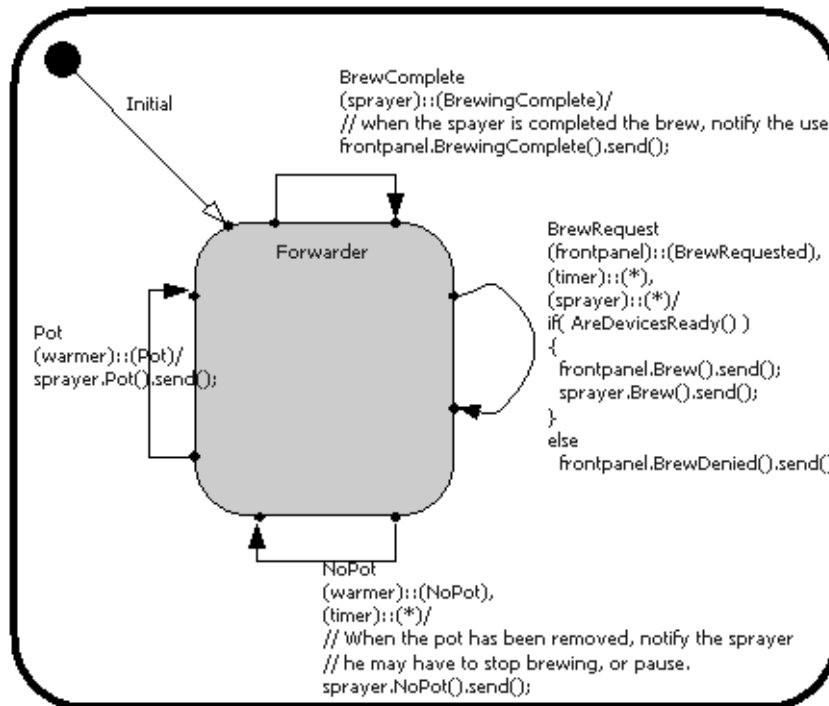 Initial
BrewComplete
(sprayer)::(BrewingComplete)/
// when the spayer is completed the brew, notify the use
frontpanel.BrewingComplete().send();
Forwarder
BrewRequest
(frontpanel)::(BrewRequested),
(timer)::(*),
(sprayer)::(*)/
if( AreDevicesReady() )
{
frontpanel.Brew().send();
sprayer.Brew().send();
}
else
frontpanel.BrewDenied().send()
Pot
(warmer)::(Pot)/
sprayer.Pot().send();
NoPot
(warmer)::(NoPot),
(timer)::(*)/
// When the pot has been removed, notify the sprayer
// he may have to stop brewing, or pause.
sprayer.NoPot().send();